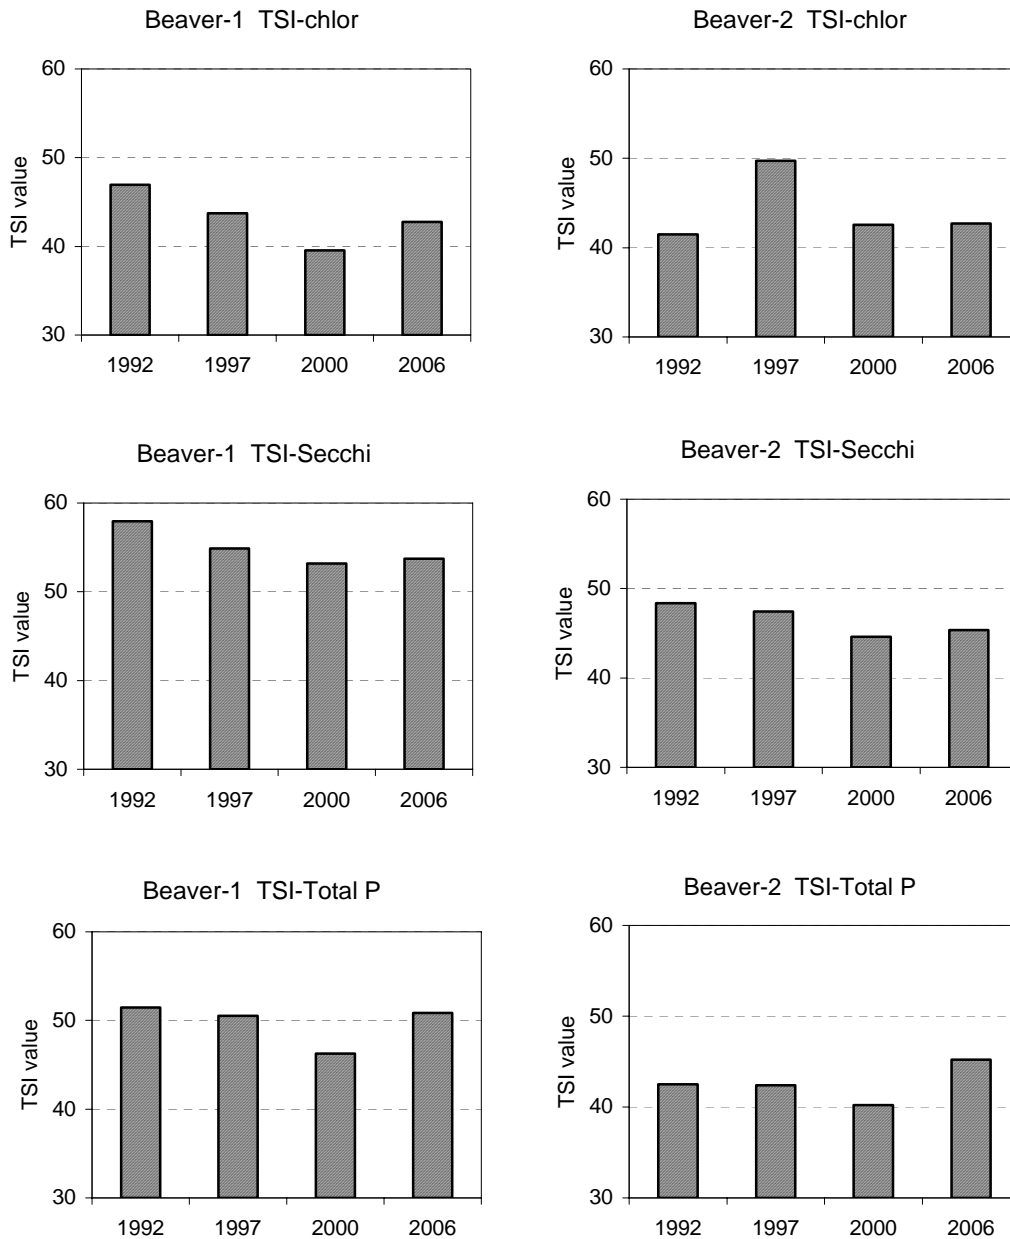 Beaver-1 TSI-chlor
60
50
40
30
TSI value
1992 1997 2000 2006
Beaver-2 TSI-chlor
60
50
40
30
TSI value
1992 1997 2000 2006
Beaver-1 TSI-Secchi
60
50
40
30
TSI value
1992 1997 2000 2006
Beaver-2 TSI-Secchi
60
50
40
30
TSI value
1992 1997 2000 2006
Beaver-1 TSI-Total P
60
50
40
30
TSI value
1992 1997 2000 2006
Beaver-2 TSI-Total P
60
50
40
30
TSI value
1992 1997 2000 2006